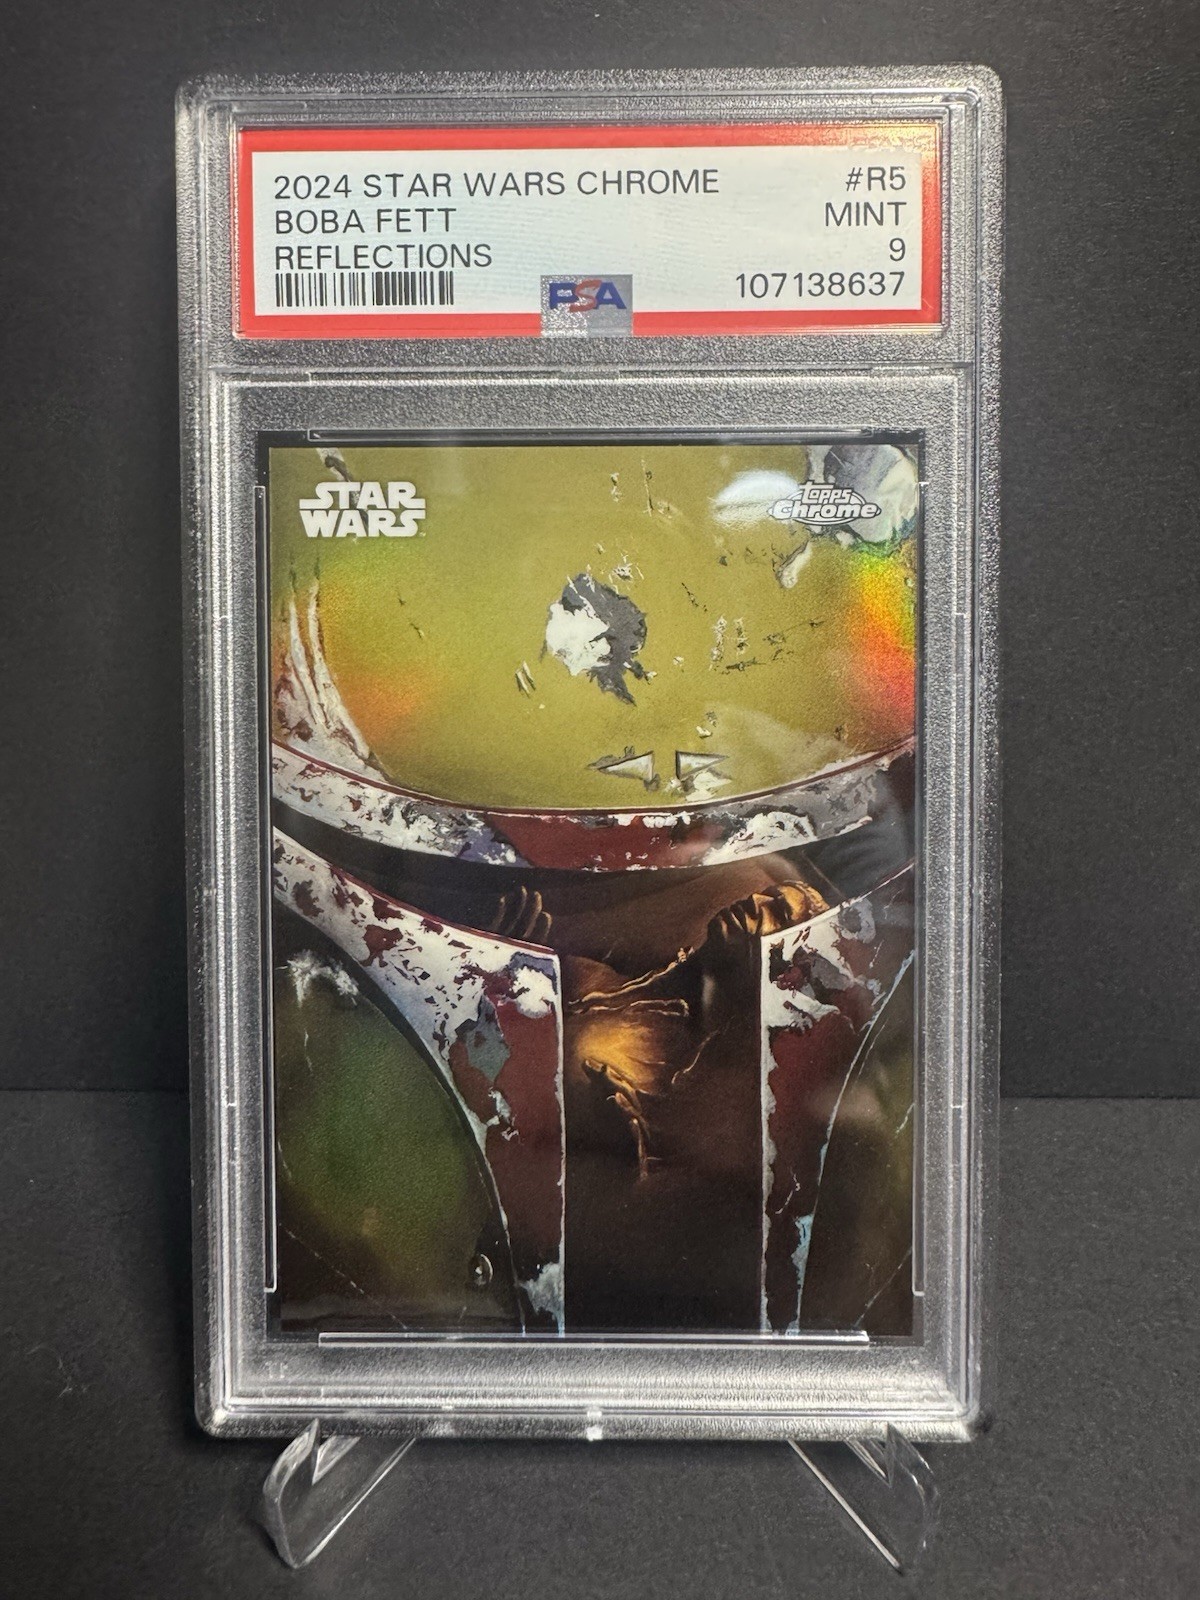 2024 STAR WARS CHROME #R5
BOBA FETT MINT
REFLECTIONS 9
PSA 107138637
STAR WARS
Topps Chrome